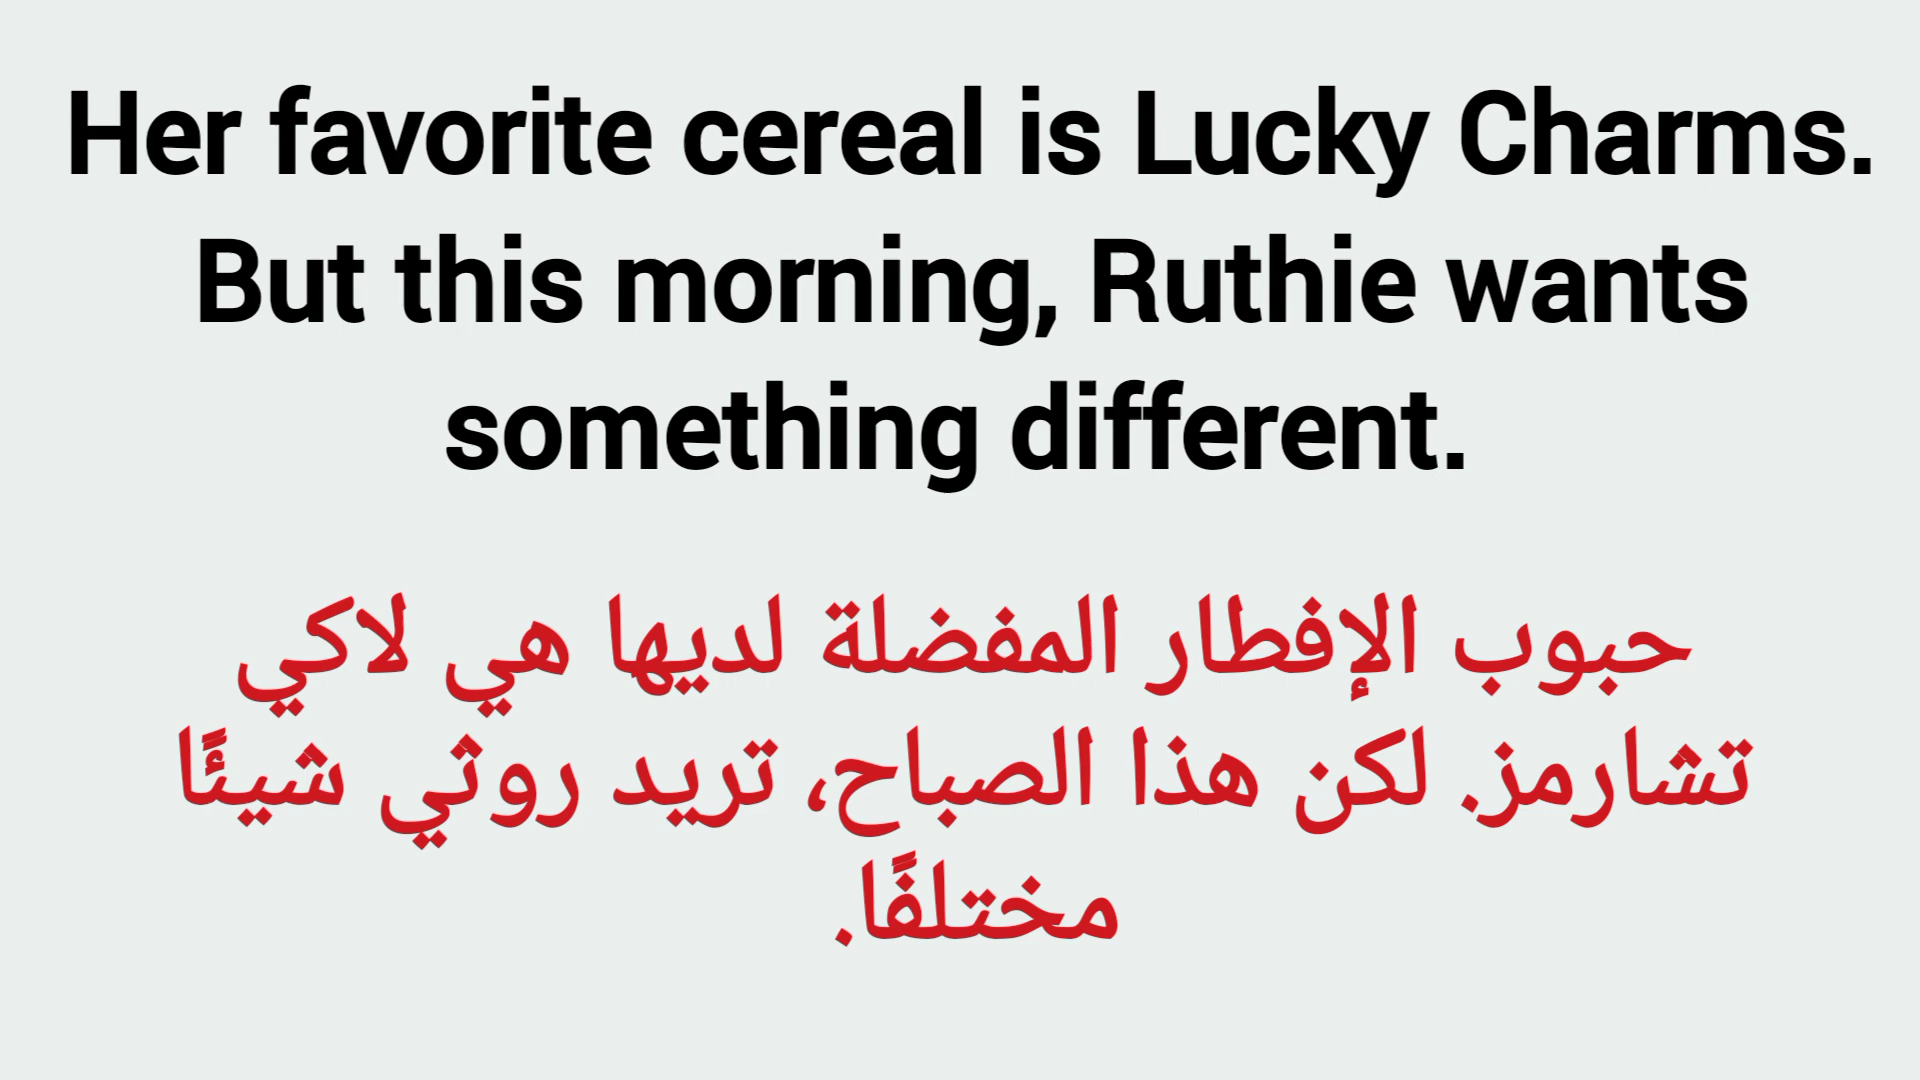 Her favorite cereal is Lucky Charms.
But this morning, Ruthie wants
something different.
حبوب الإفطار المفضلة لديها هي لاكي
تشارمز. لكن هذا الصباح، تريد روثي شيئًا
مختلفًا.